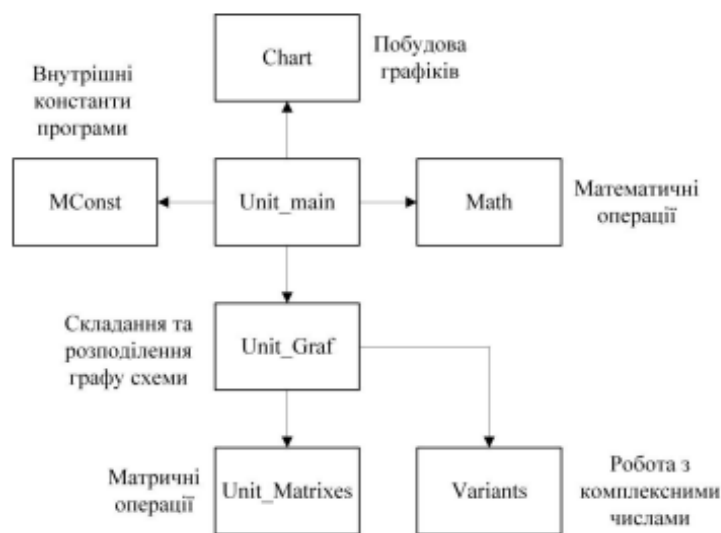 Chart
Побудова
графіків
Внутрішні
константи
програми
MConst
Unit_main
Math
Математичні
операції
Складання та
розподілення
графу схеми
Unit_Graf
Матричні
операції
Unit_Matrixes
Variants
Робота з
комплексними
числами